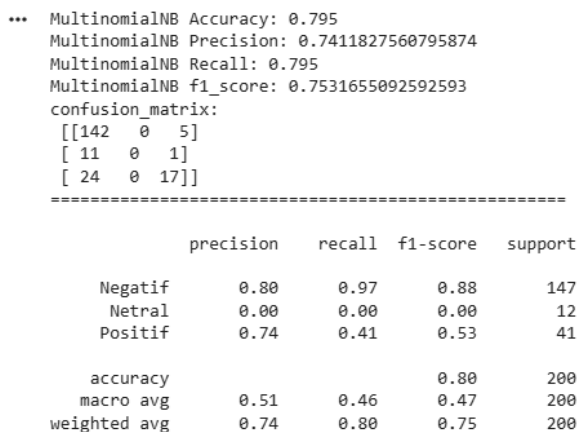 ••• MultinomialNB Accuracy: 0.795
MultinomialNB Precision: 0.7411827560795874
MultinomialNB Recall: 0.795
MultinomialNB f1_score: 0.7531655092592593
confusion_matrix:
[[142 0 5]
[ 11 0 1]
[ 24 0 17]]
====================================================
precision recall f1-score support
Negatif 0.80 0.97 0.88 147
Netral 0.00 0.00 0.00 12
Positif 0.74 0.41 0.53 41
accuracy 0.80 200
macro avg 0.51 0.46 0.47 200
weighted avg 0.74 0.80 0.75 200